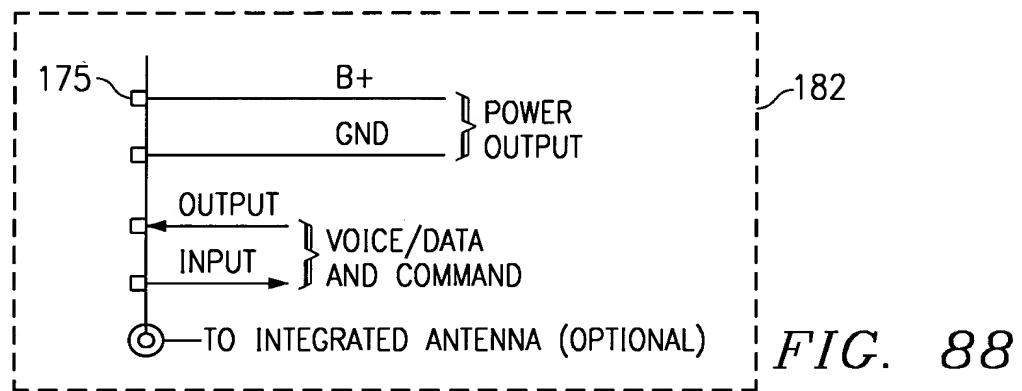 175
B+
GND
POWER
OUTPUT
182
OUTPUT
INPUT
VOICE/DATA
AND COMMAND
TO INTEGRATED ANTENNA (OPTIONAL)
FIG. 88